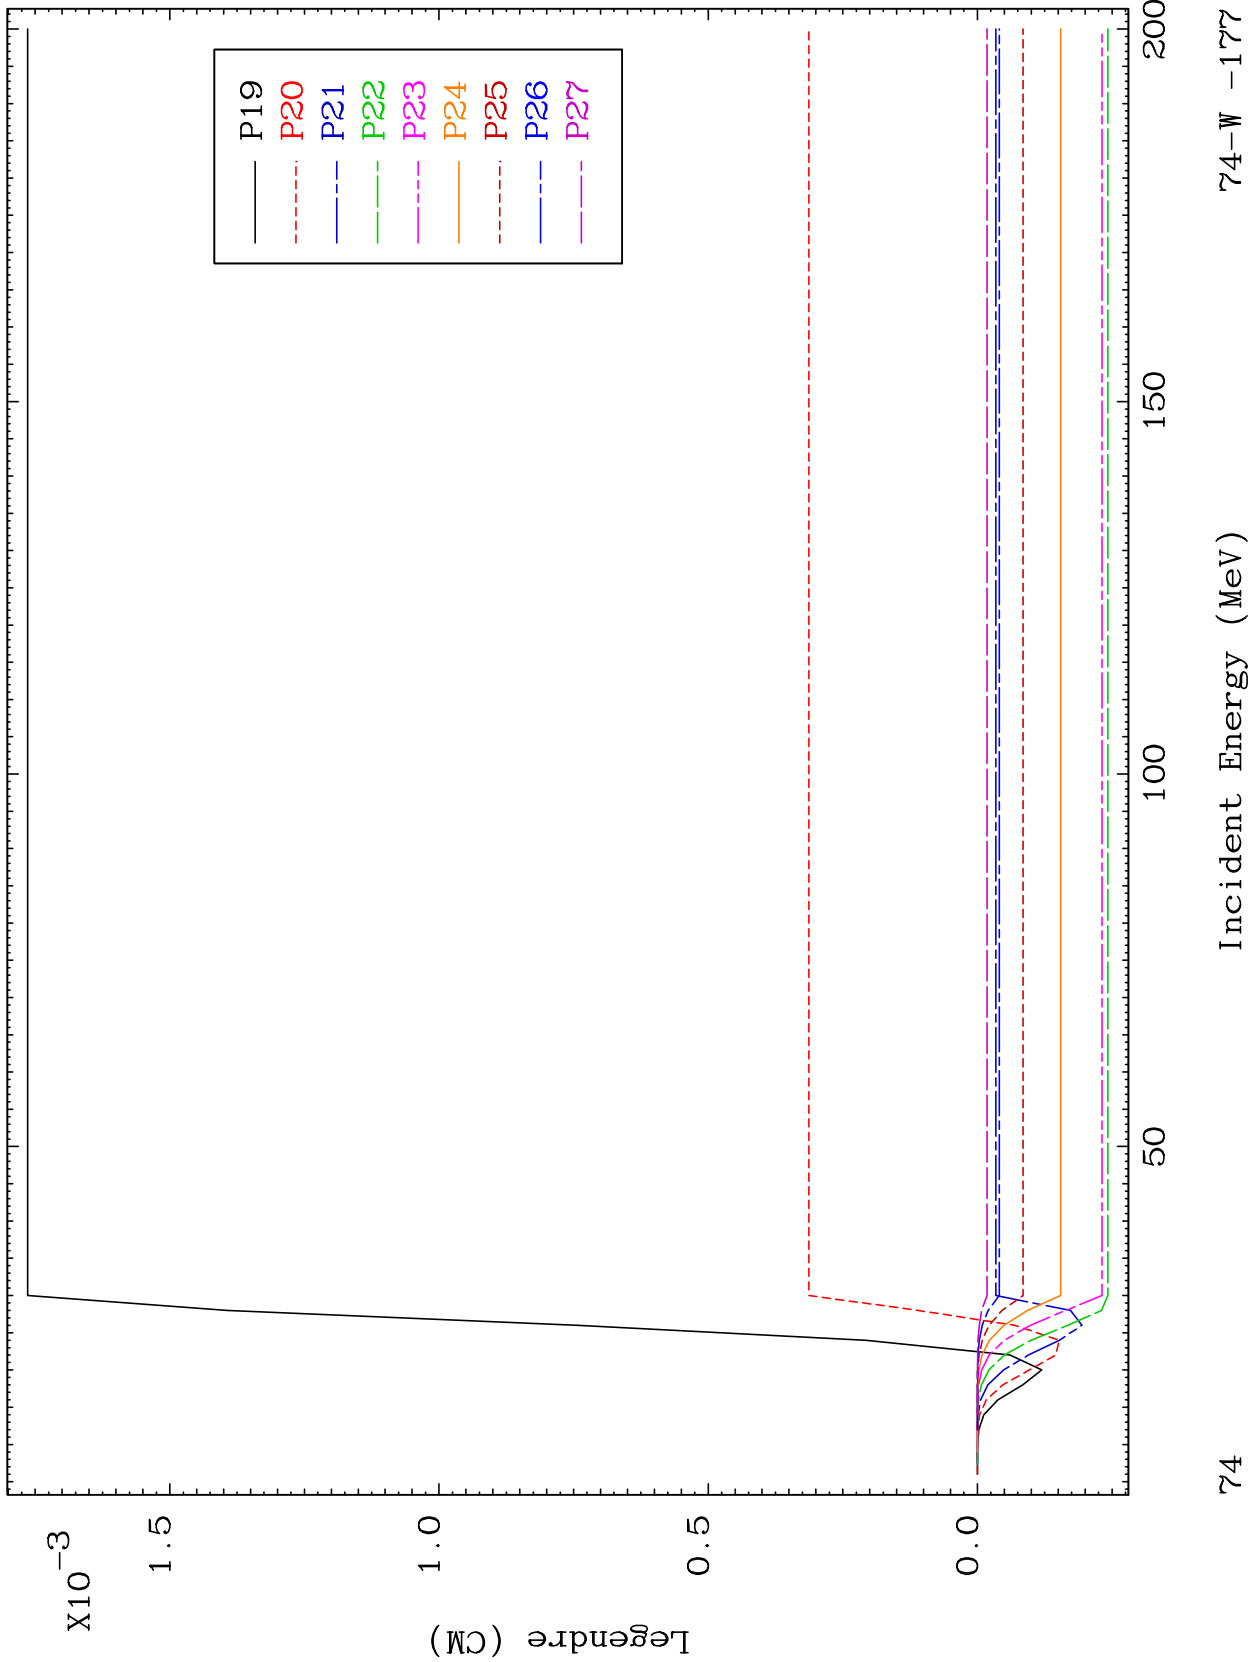 X10-3
1.5
1.0
0.5
0.0
Legendre (CM)
P19
P20
P21
P22
P23
P24
P25
P26
P27
50
100
150
200
74
Incident Energy (MeV)
74-W -177